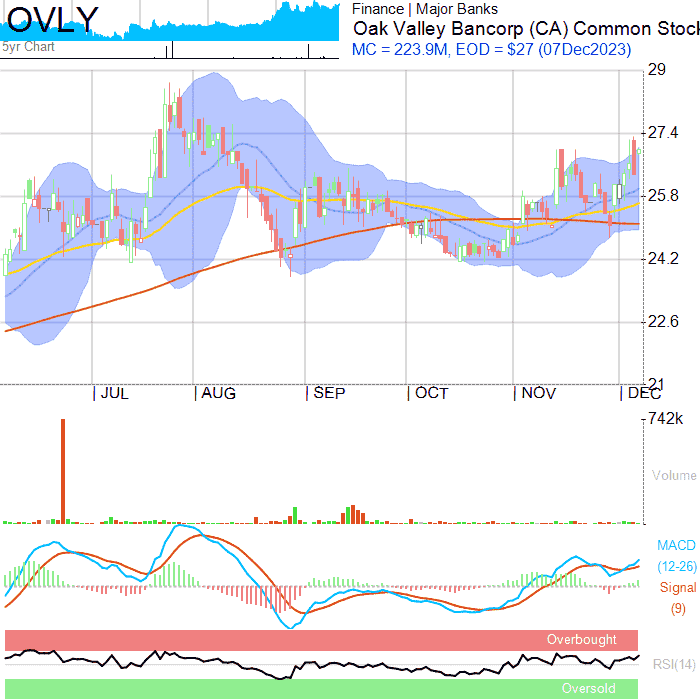 OVLY
5yr Chart
Finance | Major Banks
Oak Valley Bancorp (CA) Common Stock
MC = 223.9M, EOD = $27 (07Dec2023)
29
27.4
25.8
24.2
22.6
21
JUL
AUG
SEP
OCT
NOV
DEC
742k
Volume
MACD
(12-26)
Signal
(9)
Overbought
RSI(14)
Oversold